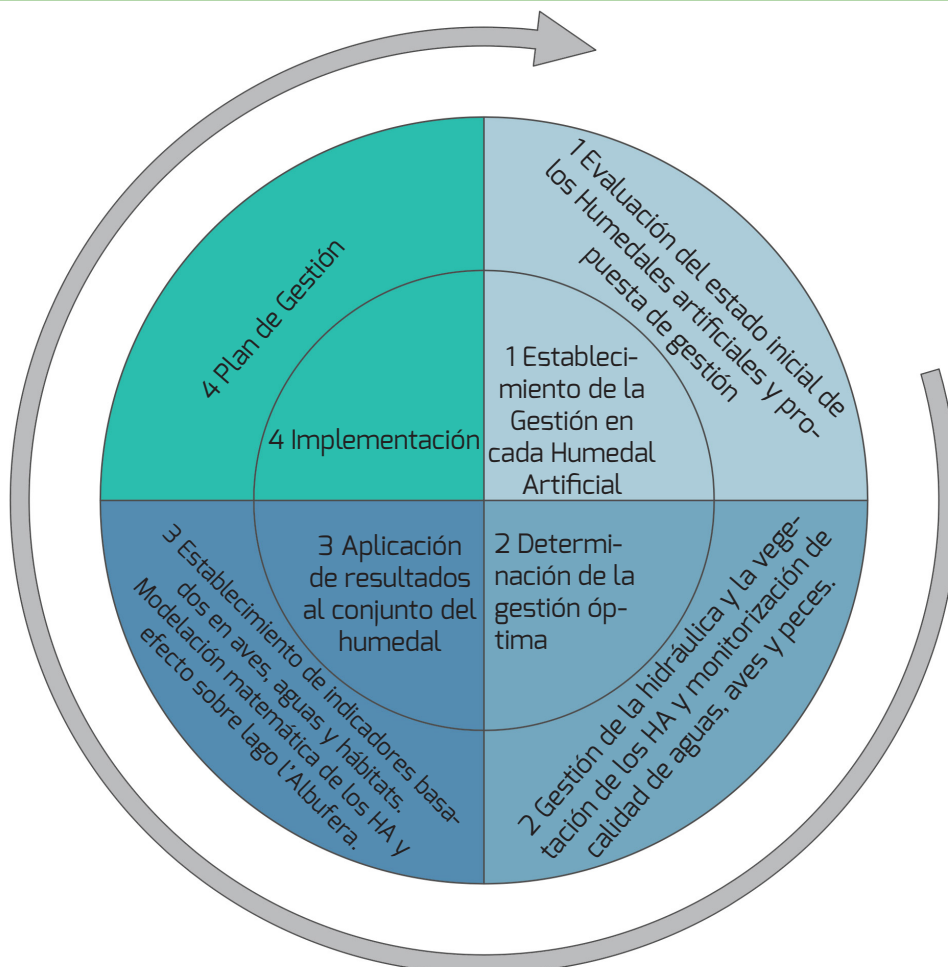 1 Evaluación del estado inicial de
los Humedales artificiales y pro-
puesta de gestión
1 Estableci-
miento de la
Gestión en
cada Humedal
Artificial
2 Determi-
nación de la
gestión óp-
tima
2 Gestión de la hidráulica y la vege-
tación de los HA y monitorización de
calidad de aguas, aves y peces.
3 Aplicación
de resultados
al conjunto del
humedal
3 Establecimiento de indicadores basa-
dos en aves, aguas y hábitats.
Modelación matemática de los HA y
efecto sobre lago l'Albufera.
4 Implementación
4 Plan de Gestión